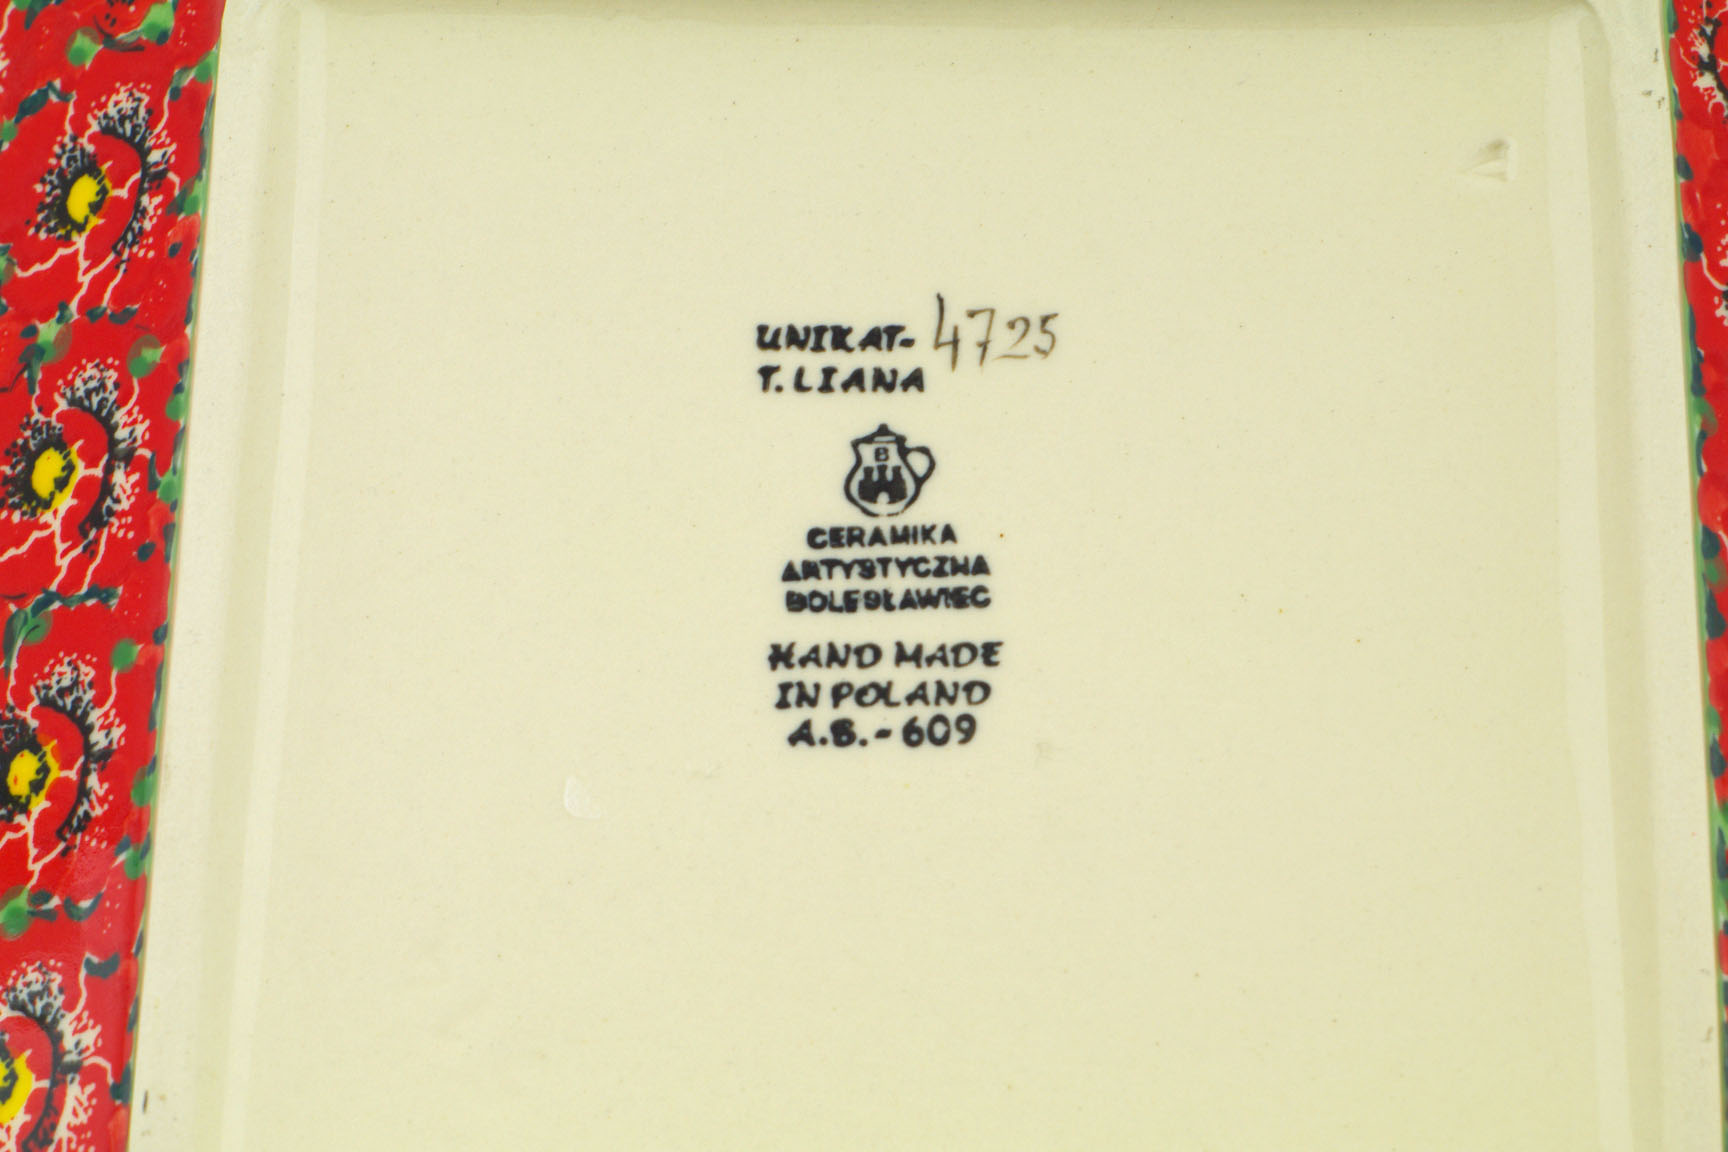 UNIKAT- 4725
T. LIANA
B
CERAMIKA
ARTYSTYCZNA
BOLESŁAWIEC
HAND MADE
IN POLAND
A.B.-609